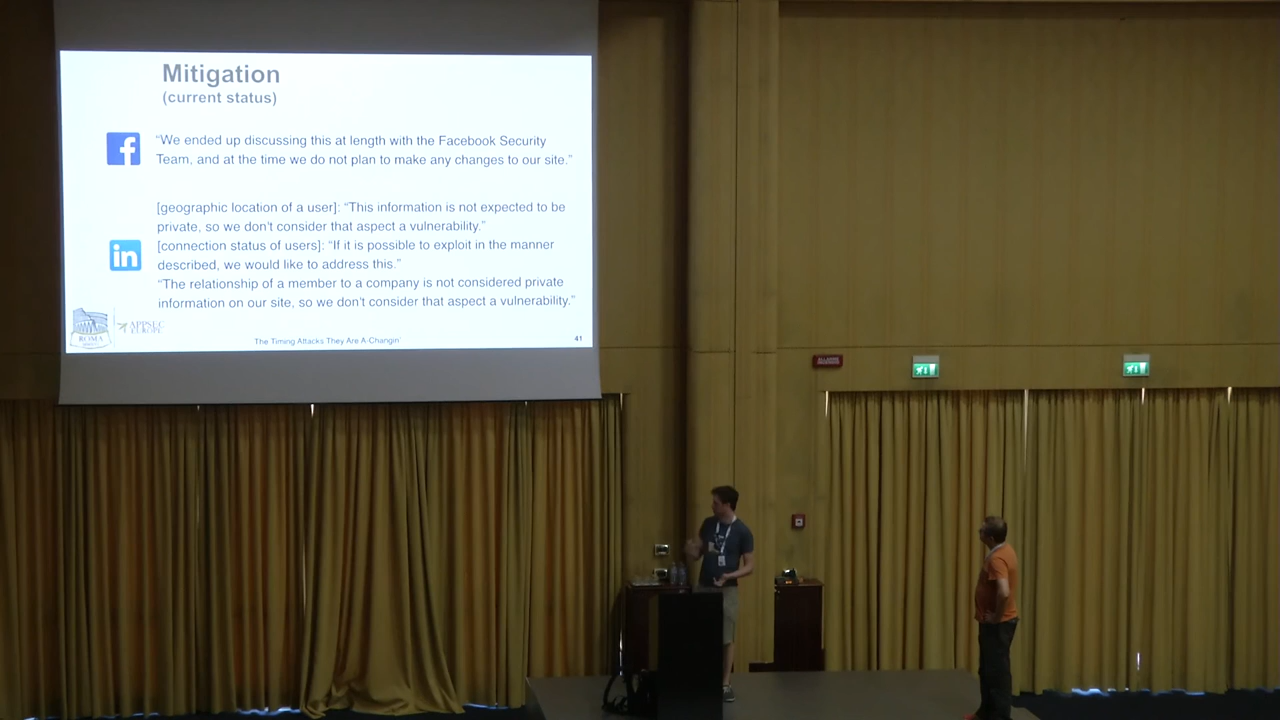 Mitigation
(current status)
“We ended up discussing this at length with the Facebook Security
Team, and at the time we do not plan to make any changes to our site.”
[geographic location of a user]: “This information is not expected to be
private, so we don’t consider that aspect a vulnerability.”
[connection status of users]: “If it is possible to exploit in the manner
described, we would like to address this.”
“The relationship of a member to a company is not considered private
information on our site, so we don’t consider that aspect a vulnerability.”
in
ROMA
APPSEC
EUROPE
The Timing Attacks They Are A-Changin’
41